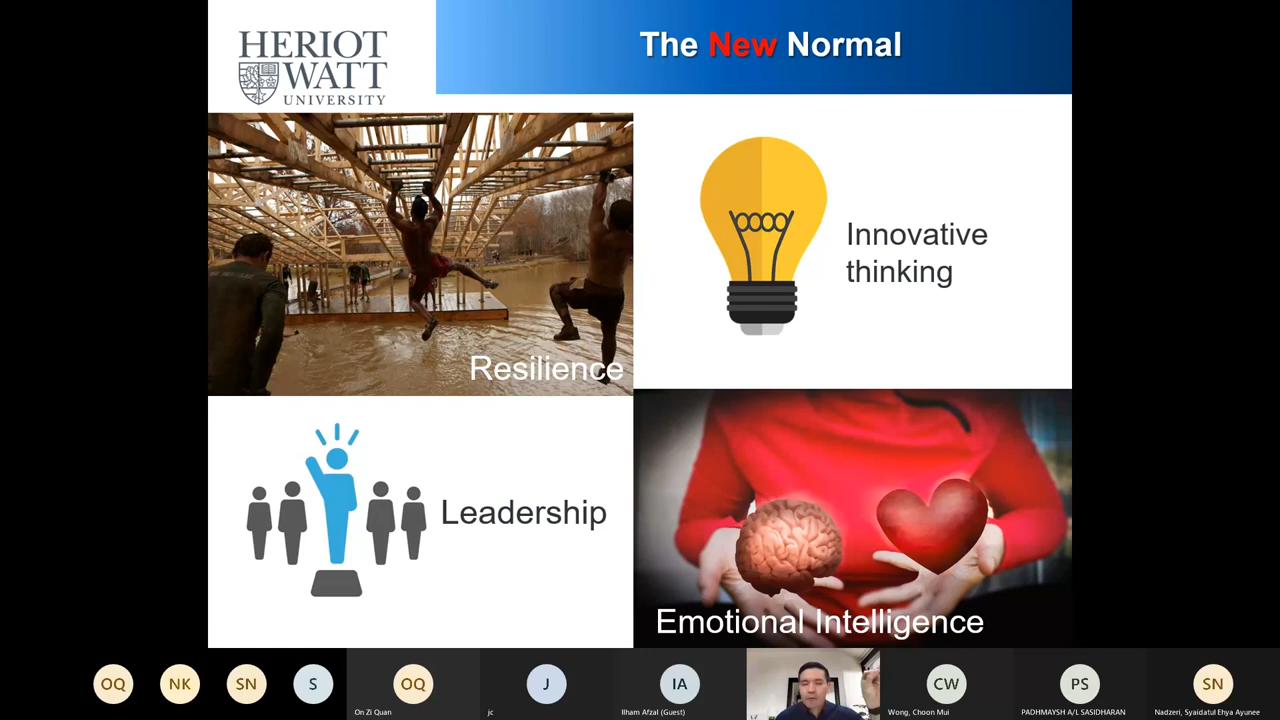 HERIOT
WATT
UNIVERSITY
The New Normal
Resilience
Innovative
thinking
Leadership
Emotional Intelligence
OQ
NK
SN
S
OQ
On Zi Quan
J
jc
IA
Ilham Afzal (Guest)
CW
Wong, Choon Mui
PS
PADHMAYSH A/L SASIDHARAN
SN
Nadzeri, Syaidatul Ehya Ayunee